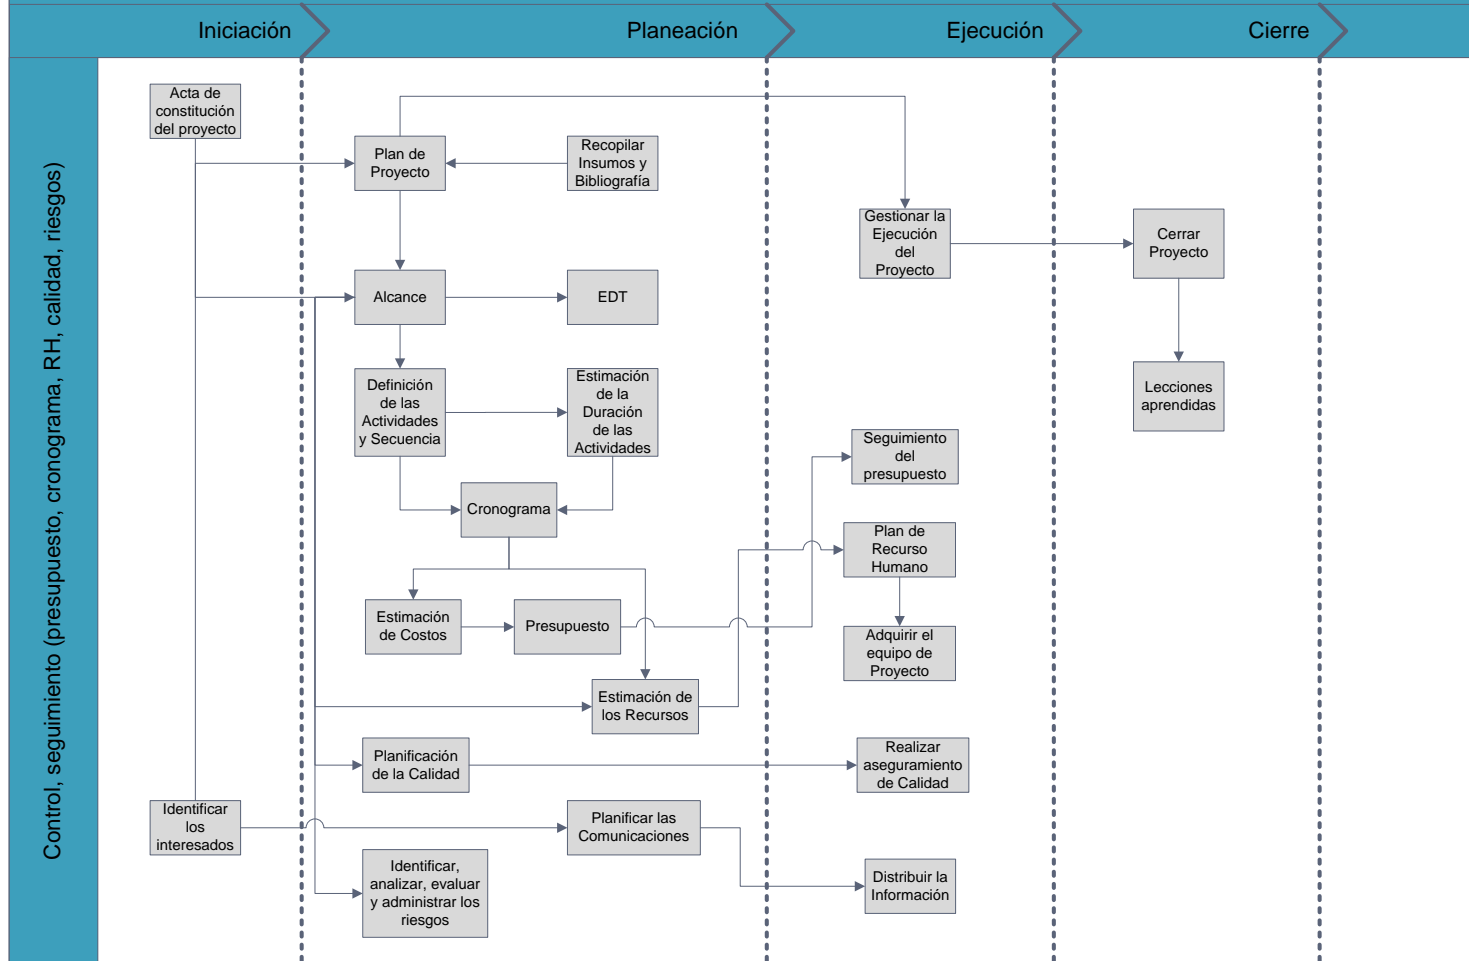 Iniciación
Planeación
Ejecución
Cierre
Control, seguimiento (presupuesto, cronograma, RH, calidad, riesgos)
Acta de
constitución
del proyecto
Plan de
Proyecto
Recopilar
Insumos y
Bibliografía
Gestionar la
Ejecución
del
Proyecto
Cerrar
Proyecto
Alcance
EDT
Definición
de las
Actividades
y Secuencia
Estimación
de la
Duración
de las
Actividades
Lecciones
aprendidas
Seguimiento
del
presupuesto
Cronograma
Plan de
Recurso
Humano
Estimación
de Costos
Presupuesto
Adquirir el
equipo de
Proyecto
Estimación de
los Recursos
Planificación
de la Calidad
Realizar
aseguramiento
de Calidad
Identificar
los
interesados
Planificar las
Comunicaciones
Identificar,
analizar, evaluar
y administrar los
riesgos
Distribuir la
Información